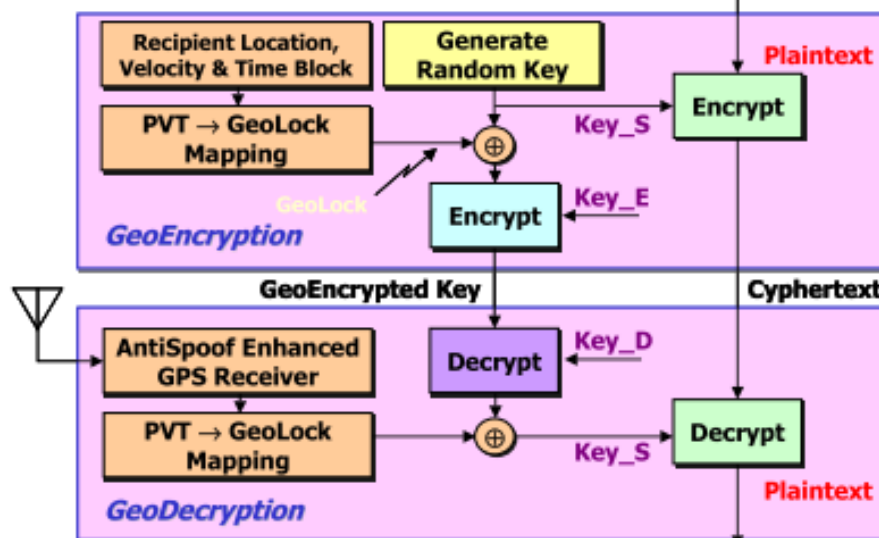 Recipient Location,
Velocity & Time Block
Generate
Random Key
Plaintext
PVT → GeoLock
Mapping
⊕
Key_S
Encrypt
GeoLock
Encrypt
Key_E
GeoEncryption
GeoEncrypted Key
Cyphertext
AntiSpoof Enhanced
GPS Receiver
Decrypt
Key_D
PVT → GeoLock
Mapping
⊕
Key_S
Decrypt
GeoDecryption
Plaintext